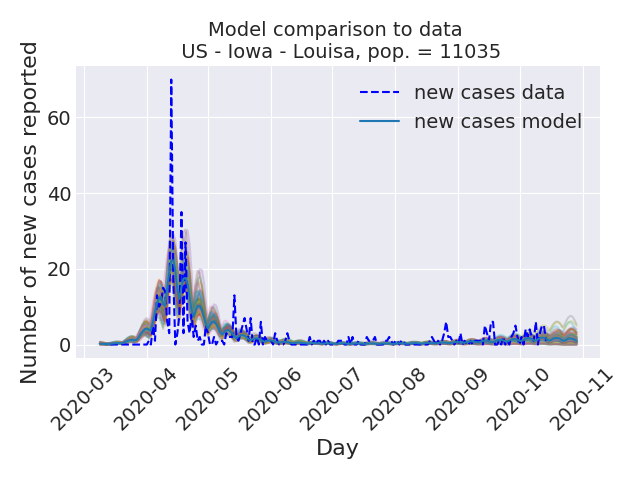 Model comparison to data
US - Iowa - Louisa, pop. = 11035
Number of new cases reported
60
40
20
0
new cases data
new cases model
2020-03
2020-04
2020-05
2020-06
2020-07
2020-08
2020-09
2020-10
2020-11
Day